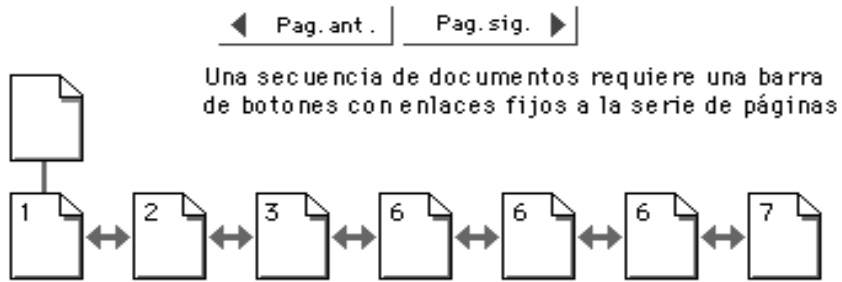 Pag.ant. Pag.sig.
Una secuencia de documentos requiere una barra
de botones con enlaces fijos a la serie de páginas
1 2 3 6 6 6 7